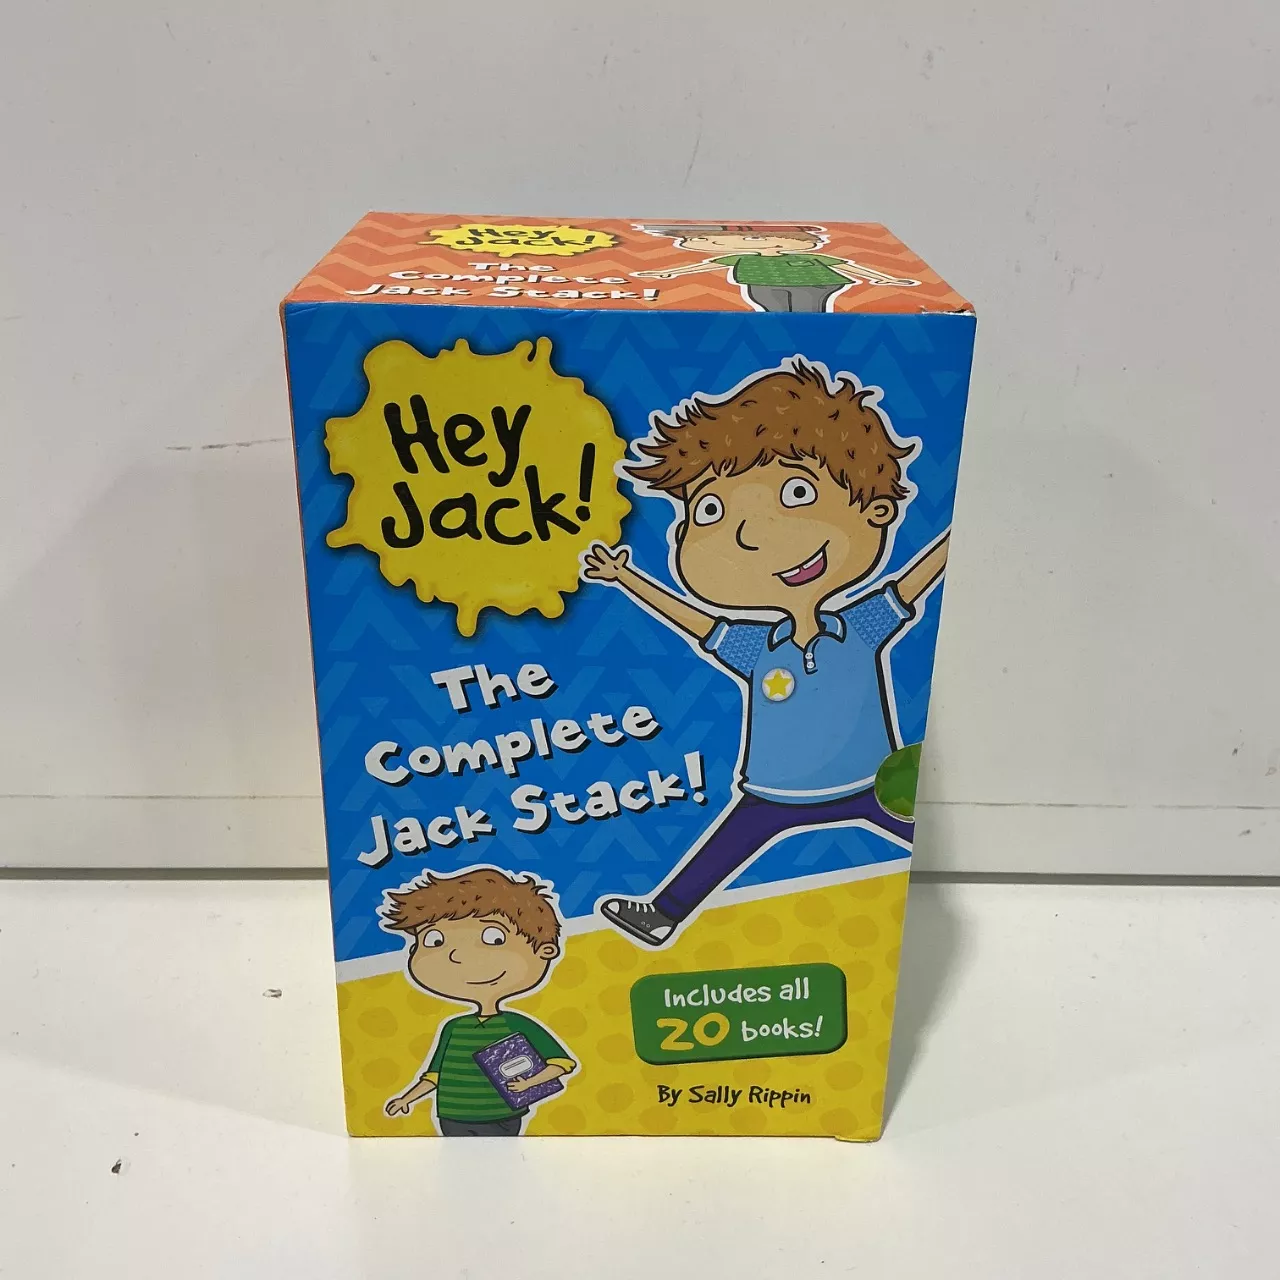 Hey
Jack!
The
Complete
Jack Stack!
Hey
Jack!
The
Complete
Jack Stack!
Includes all
20 books!
By Sally Rippin